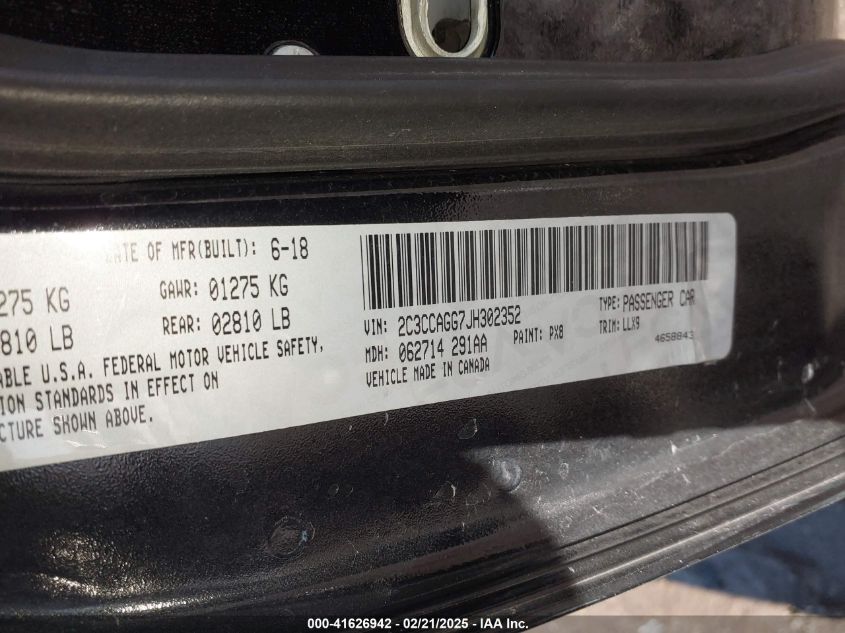 DATE OF MFR(BUILT): 6-18
275 KG GAWR: 01275 KG
810 LB REAR: 02810 LB
ABLE U.S.A. FEDERAL MOTOR VEHICLE SAFETY,
ION STANDARDS IN EFFECT ON
CTURE SHOWN ABOVE.
VIN: 2C3CCAGG7JH302352 TYPE: PASSENGER CAR
MDH: 062714 291AA PAINT: PX8 TRIM: LLX9
VEHICLE MADE IN CANADA 4658843
000-41626942 - 02/21/2025 - IAA Inc.